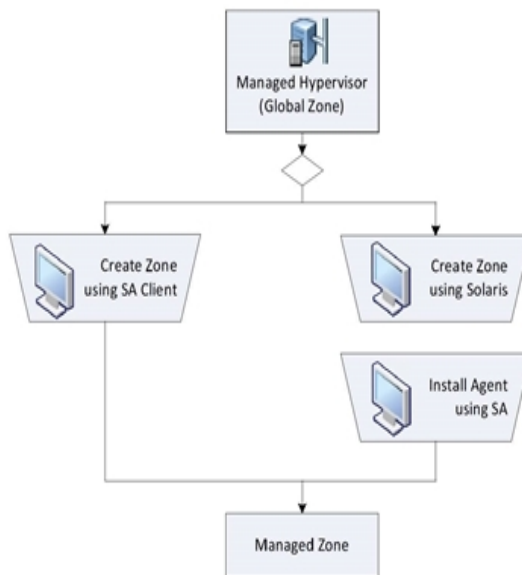 Managed Hypervisor
(Global Zone)
Create Zone
using SA Client
Create Zone
using Solaris
Install Agent
using SA
Managed Zone